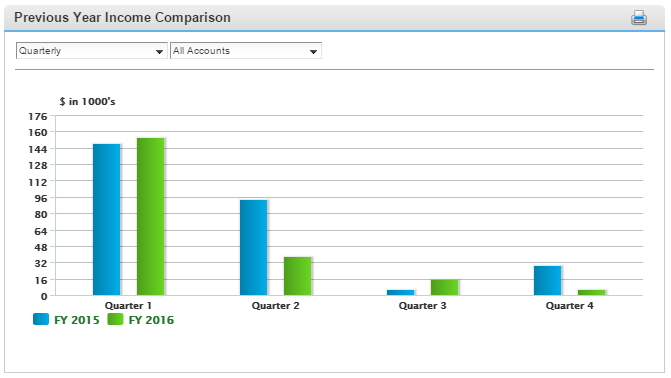 Previous Year Income Comparison
Quarterly All Accounts
$ in 1000's
176
160
144
128
112
96
80
64
48
32
16
0
Quarter 1 Quarter 2 Quarter 3 Quarter 4
FY 2015 FY 2016